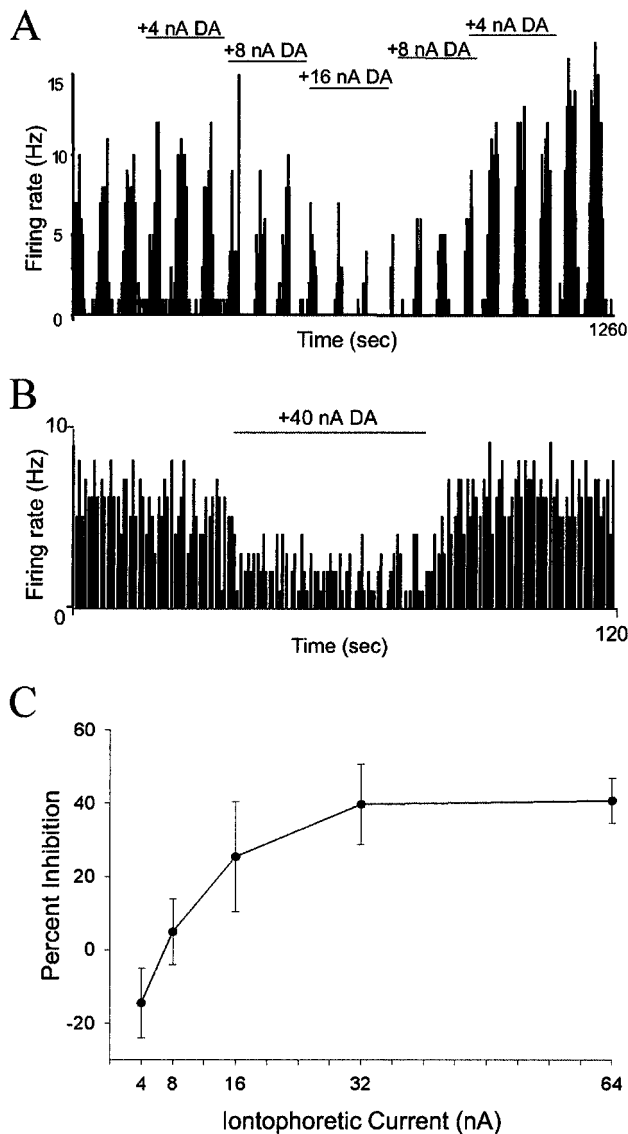 A
+4 nA DA
+8 nA DA
+16 nA DA
+8 nA DA
+4 nA DA
15
10
5
0
Firing rate (Hz)
Time (sec)
1260
B
+40 nA DA
10
0
Firing rate (Hz)
Time (sec)
120
C
60
40
20
0
-20
Percent Inhibition
4 8 16 32 64
Iontophoretic Current (nA)